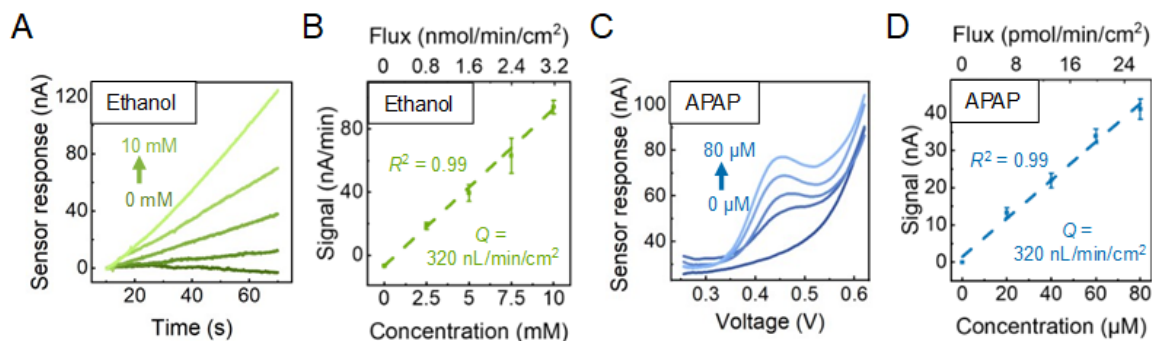 A
Sensor response (nA)
120
80
40
0
Ethanol
10 mM
0 mM
20
40
60
Time (s)
B
Flux (nmol/min/cm²)
0 0.8 1.6 2.4 3.2
Ethanol
Signal (nA/min)
80
40
0
R² = 0.99
Q =
320 nL/min/cm²
0 2.5 5 7.5 10
Concentration (mM)
C
Sensor response (nA)
100
80
60
40
APAP
80 µM
0 µM
0.3 0.4 0.5 0.6
Voltage (V)
D
Flux (pmol/min/cm²)
0 6 13 20 26
APAP
Signal (nA)
40
30
20
10
0
R² = 0.99
Q =
320 nL/min/cm²
0 20 40 60 80
Concentration (µM)